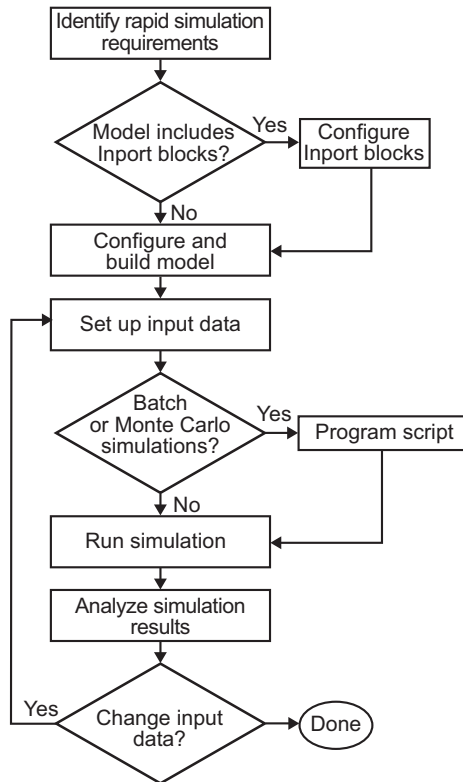 Identify rapid simulation
requirements
Model includes
Inport blocks?
Yes
Configure
Inport blocks
No
Configure and
build model
Set up input data
Batch
or Monte Carlo
simulations?
Yes
Program script
No
Run simulation
Analyze simulation
results
Yes
Change input
data?
Done